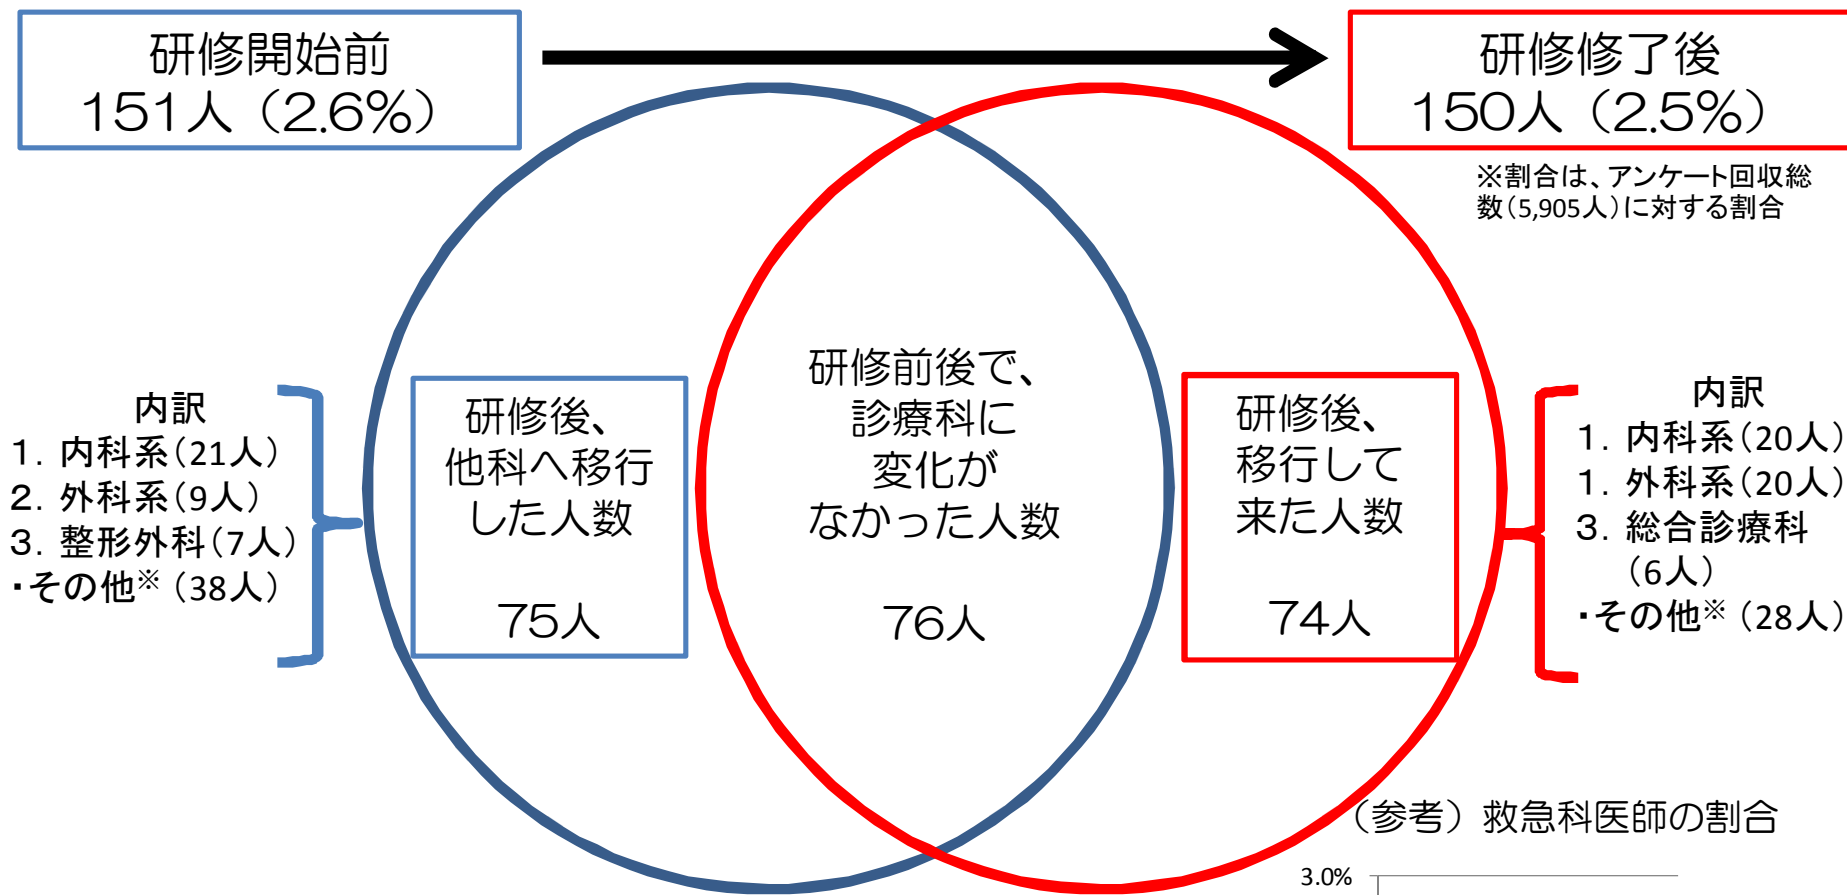 研修開始前
151人（2.6%）
研修修了後
150人（2.5%）
※割合は、アンケート回収総
数（5,905人）に対する割合
内訳
1. 内科系（21人）
2. 外科系（9人）
3. 整形外科（7人）
・その他※（38人）
研修後、
他科へ移行
した人数
75人
研修前後で、
診療科に
変化が
なかった人数
76人
研修後、
移行して
来た人数
74人
内訳
1. 内科系（20人）
1. 外科系（20人）
3. 総合診療科
（6人）
・その他※（28人）
（参考）救急科医師の割合
3.0%